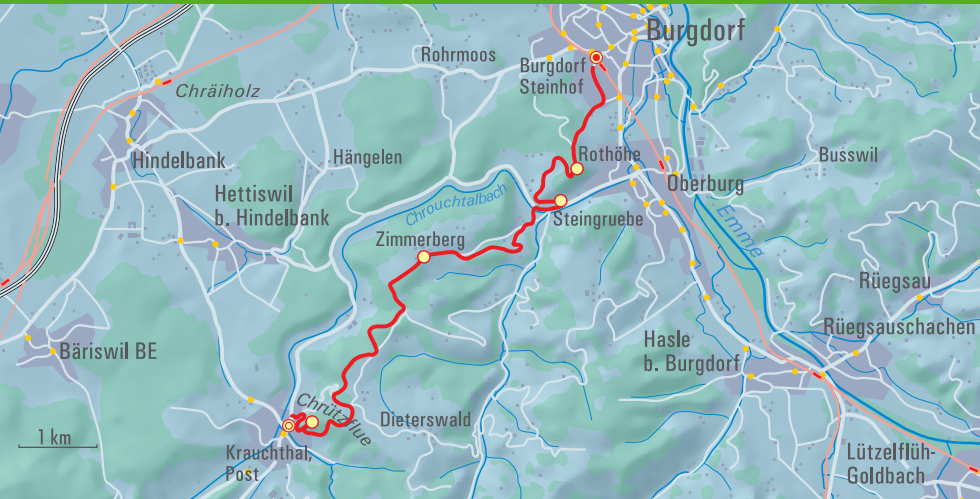 Burgdorf
Rohrmoos
Burgdorf
Steinhof
Chräiholz
Hindelbank
Hängelen
Rothöhe
Busswil
Oberburg
Hettiswil
b. Hindelbank
Chrouchtalbach
Steingruebe
Emme
Zimmerberg
Rüegsau
Rüegsauschachen
Hasle
b. Burgdorf
Bäriswil BE
Chrützflue
Dieterswald
1 km
Krauchthal,
Post
Lützelflüh-
Goldbach